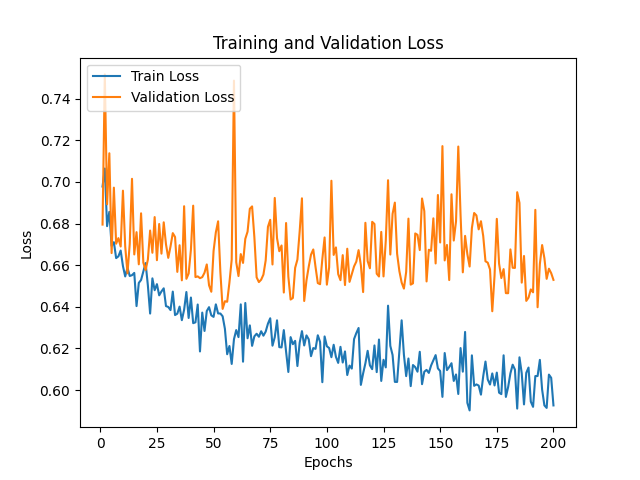 Training and Validation Loss
Train Loss
Validation Loss
Loss
0.74
0.72
0.70
0.68
0.66
0.64
0.62
0.60
0 25 50 75 100 125 150 175 200
Epochs